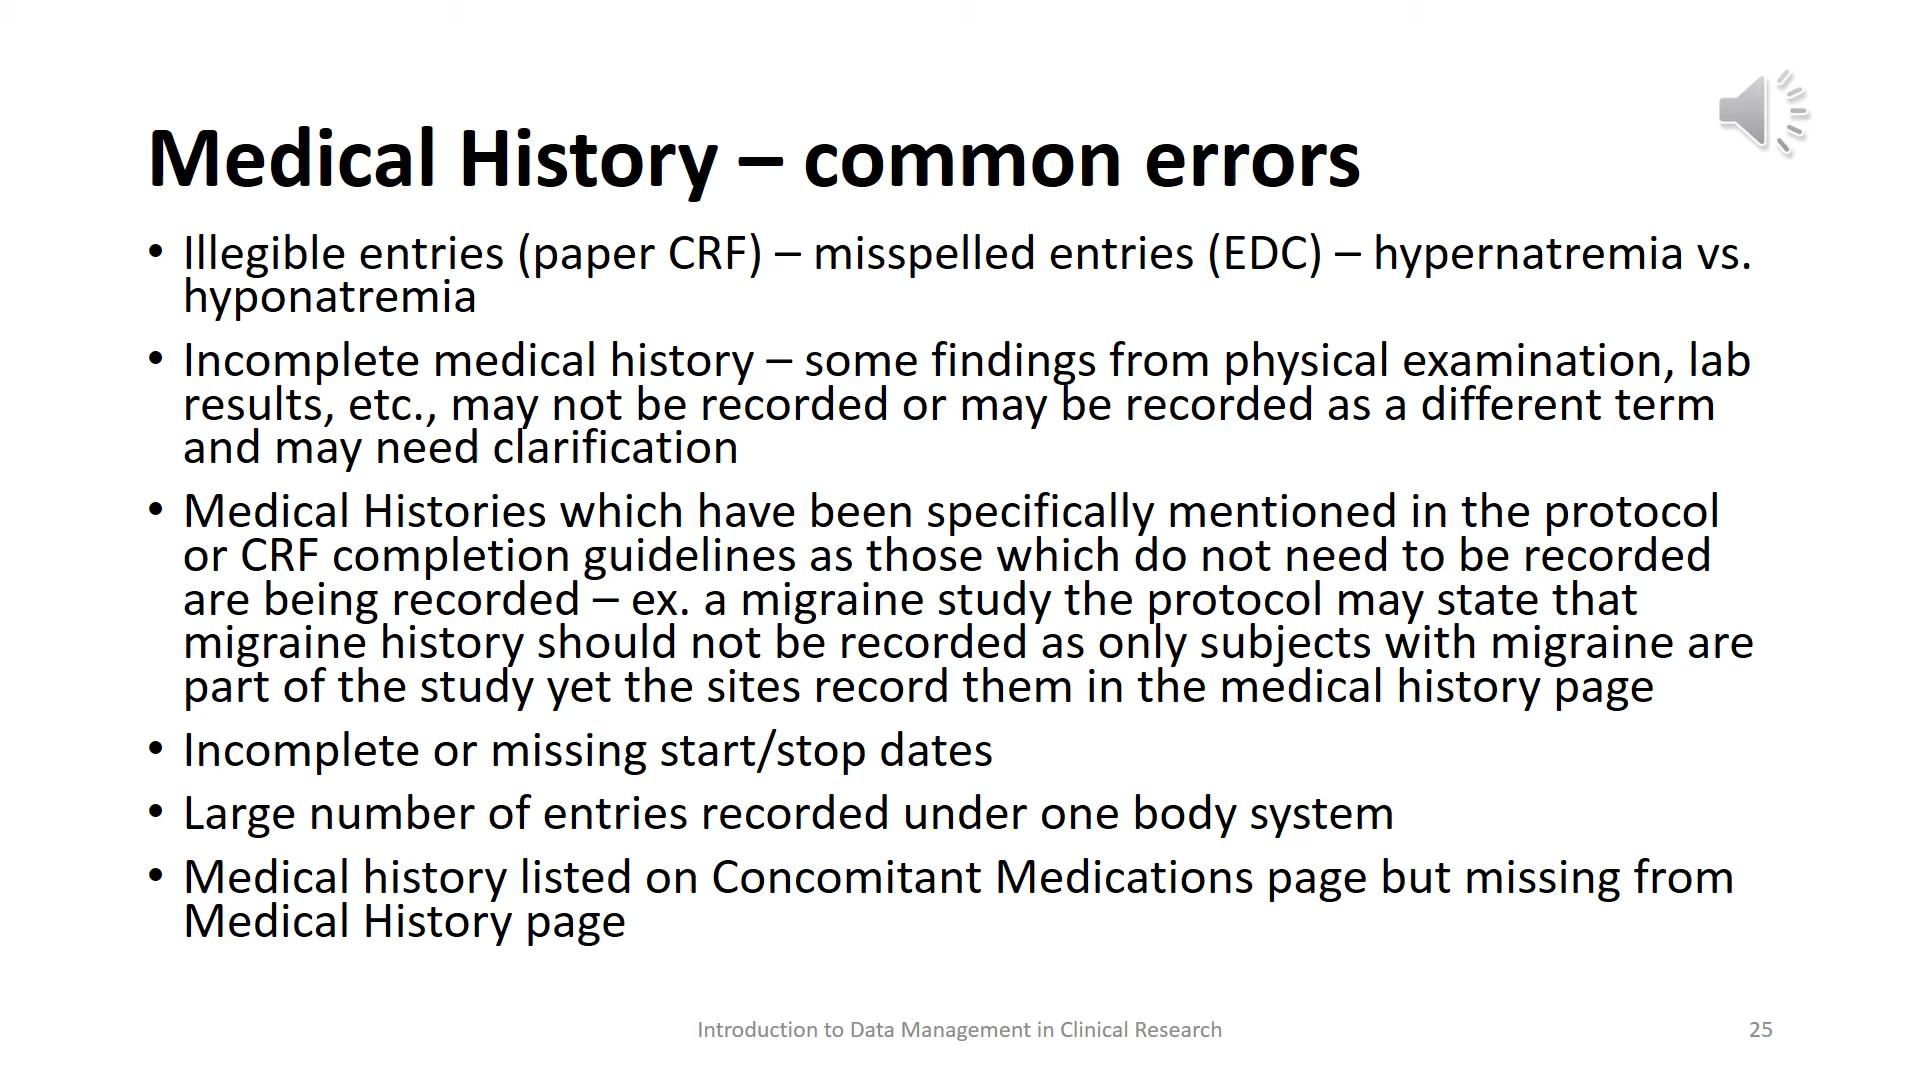 Medical History – common errors
• Illegible entries (paper CRF) – misspelled entries (EDC) – hypernatremia vs.
hyponatremia
• Incomplete medical history – some findings from physical examination, lab
results, etc., may not be recorded or may be recorded as a different term
and may need clarification
• Medical Histories which have been specifically mentioned in the protocol
or CRF completion guidelines as those which do not need to be recorded
are being recorded – ex. a migraine study the protocol may state that
migraine history should not be recorded as only subjects with migraine are
part of the study yet the sites record them in the medical history page
• Incomplete or missing start/stop dates
• Large number of entries recorded under one body system
• Medical history listed on Concomitant Medications page but missing from
Medical History page
Introduction to Data Management in Clinical Research
25